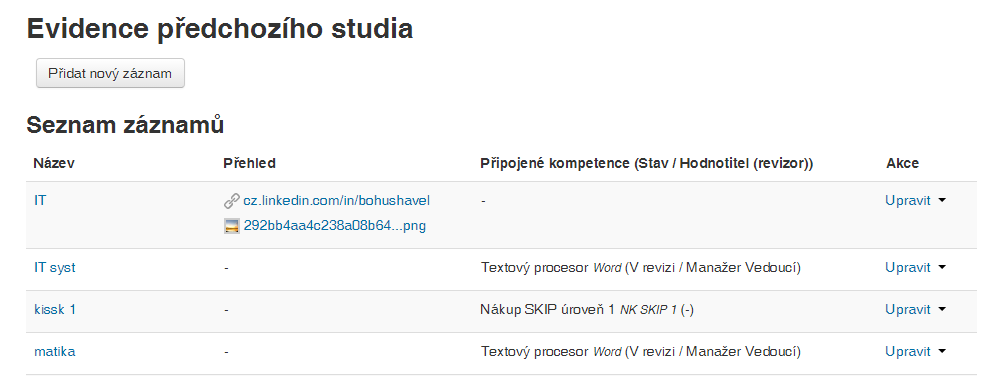 Evidence předchozího studia
Přidat nový záznam
Seznam záznamů
Název Přehled Připojené kompetence (Stav / Hodnotitel (revizor)) Akce
IT cz.linkedin.com/in/bohushavel - Upravit
292bb4aa4c238a08b64...png
IT syst - Textový procesor Word (V revizi / Manažer Vedoucí) Upravit
kissk 1 - Nákup SKIP úroveň 1 NK SKIP 1 (-) Upravit
matika - Textový procesor Word (V revizi / Manažer Vedoucí) Upravit